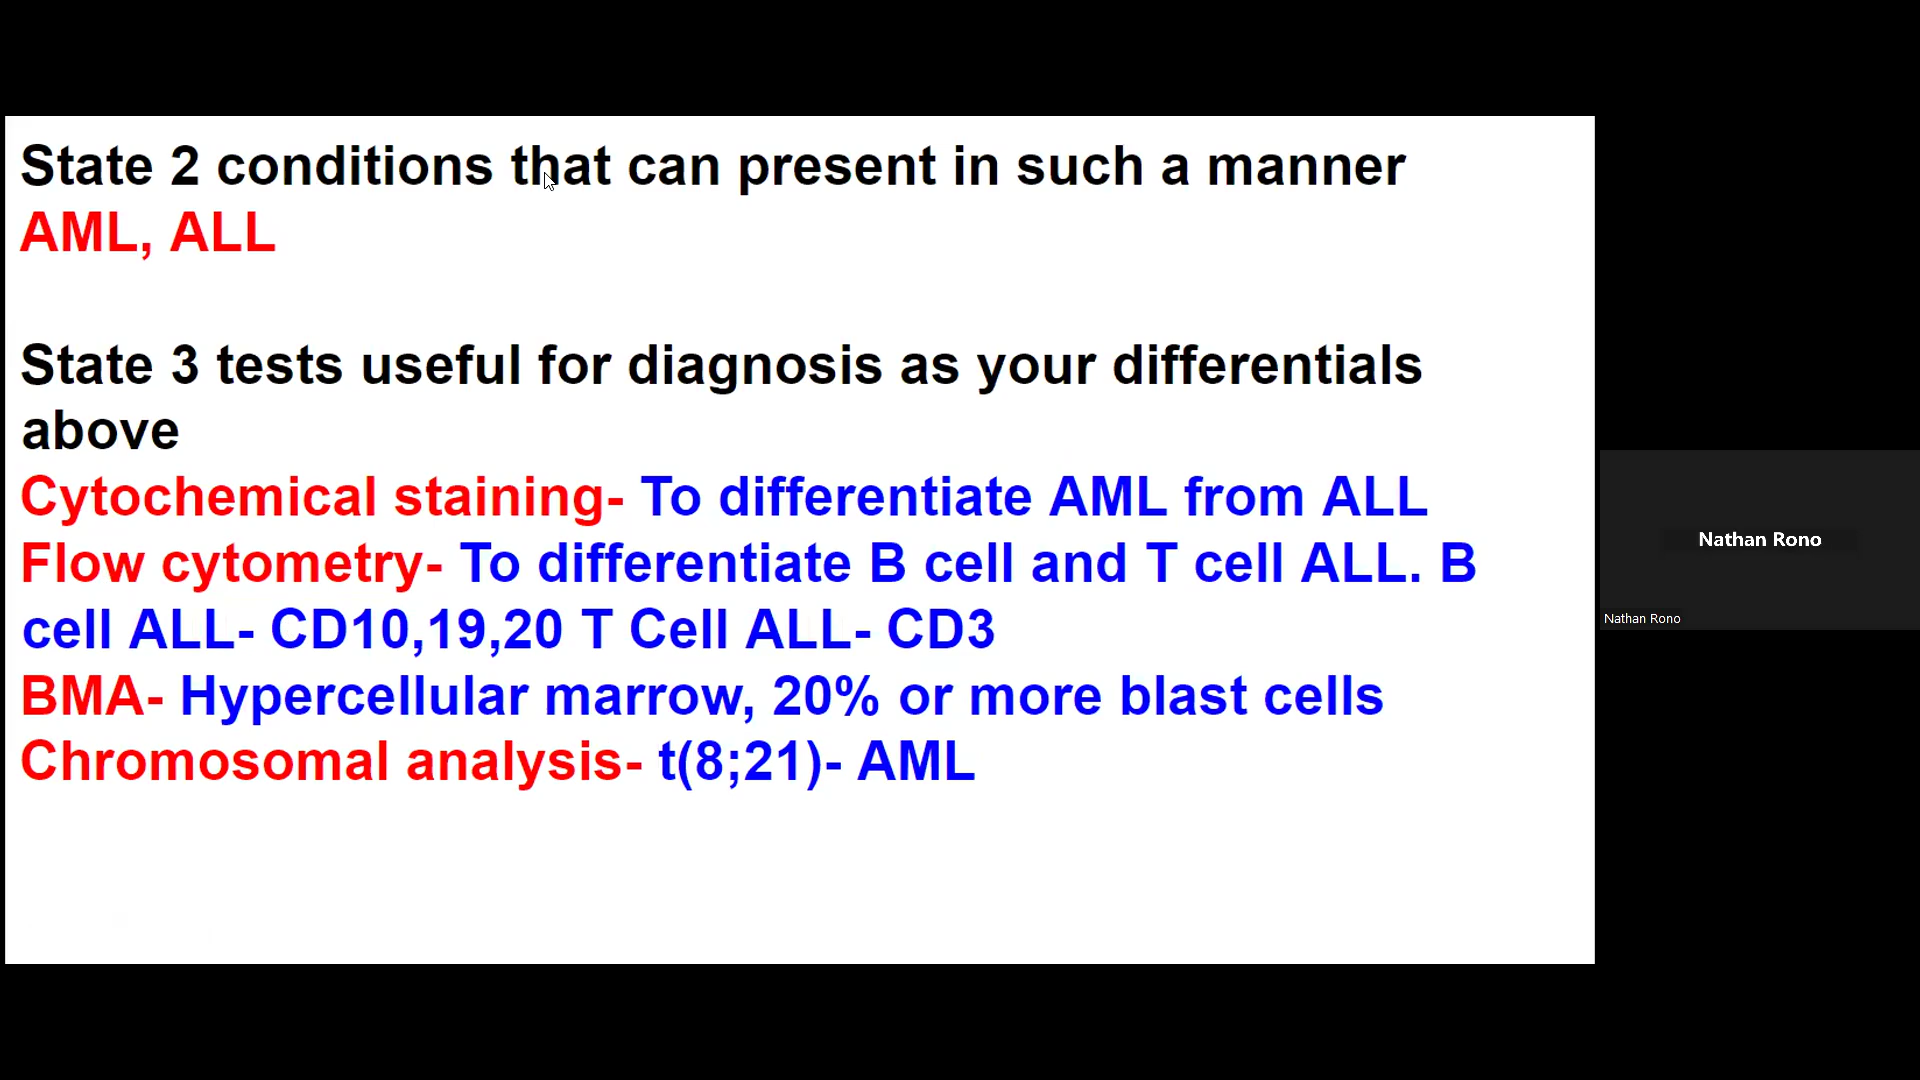 State 2 conditions that can present in such a manner
AML, ALL
State 3 tests useful for diagnosis as your differentials
above
Cytochemical staining- To differentiate AML from ALL
Flow cytometry- To differentiate B cell and T cell ALL. B
cell ALL- CD10,19,20 T Cell ALL- CD3
BMA- Hypercellular marrow, 20% or more blast cells
Chromosomal analysis- t(8;21)- AML
Nathan Rono
Nathan Rono